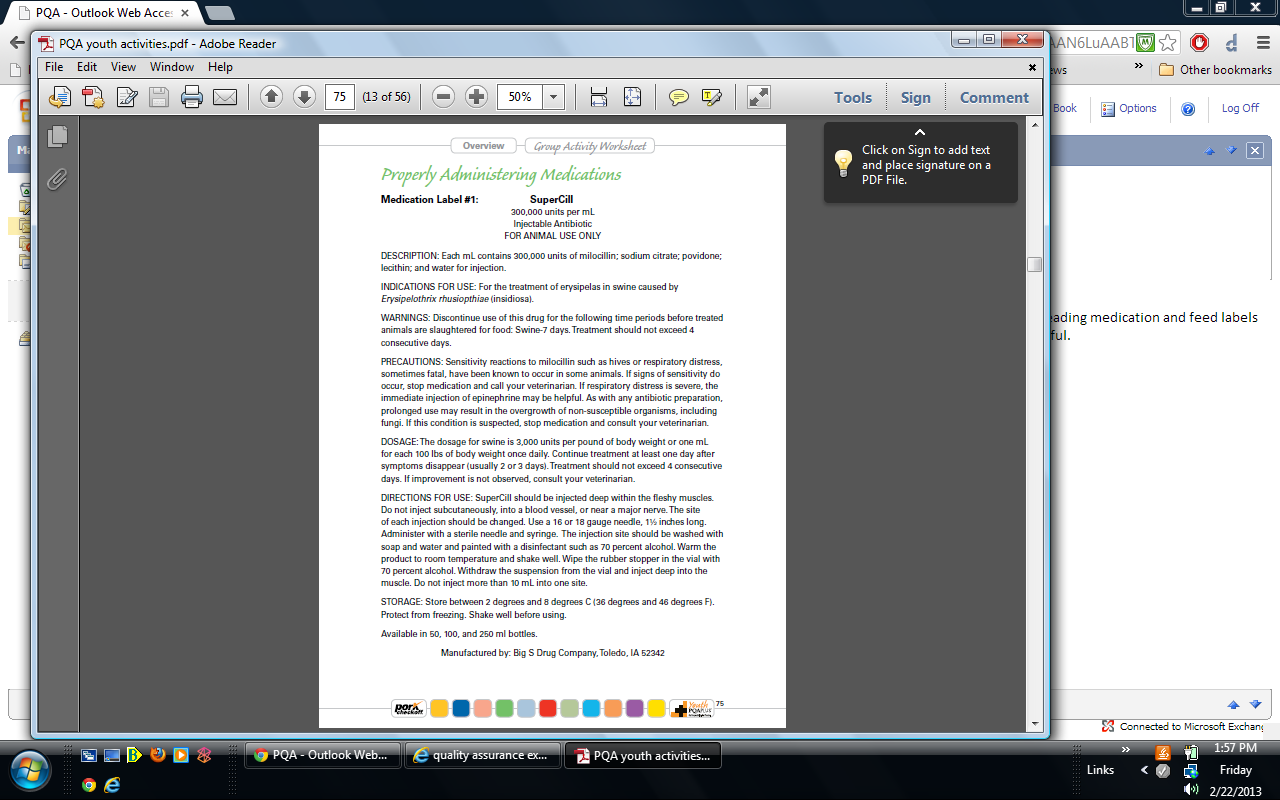 PQA - Outlook Web Acces
PQA youth activities.pdf - Adobe Reader
File Edit View Window Help
75 (13 of 56) 50% Tools Sign Comment
Other bookmarks
Book Options Log Off
Click on Sign to add text
and place signature on a
PDF File.
Overview Group Activity Worksheet
Properly Administering Medications
Medication Label #1: SuperCill
300,000 units per mL
Injectable Antibiotic
FOR ANIMAL USE ONLY
DESCRIPTION: Each mL contains 300,000 units of milocillin; sodium citrate; povidone;
lecithin; and water for injection.
INDICATIONS FOR USE: For the treatment of erysipelas in swine caused by
Erysipelothrix rhusiopthiae (insidiosa).
WARNINGS: Discontinue use of this drug for the following time periods before treated
animals are slaughtered for food: Swine-7 days. Treatment should not exceed 4
consecutive days.
PRECAUTIONS: Sensitivity reactions to milocillin such as hives or respiratory distress,
sometimes fatal, have been known to occur in some animals. If signs of sensitivity do
occur, stop medication and call your veterinarian. If respiratory distress is severe, the
immediate injection of epinephrine may be helpful. As with any antibiotic preparation,
prolonged use may result in the overgrowth of non-susceptible organisms, including
fungi. If this condition is suspected, stop medication and consult your veterinarian.
DOSAGE: The dosage for swine is 3,000 units per pound of body weight or one mL
for each 100 lbs of body weight once daily. Continue treatment at least one day after
symptoms disappear (usually 2 or 3 days). Treatment should not exceed 4 consecutive
days. If improvement is not observed, consult your veterinarian.
DIRECTIONS FOR USE: SuperCill should be injected deep within the fleshy muscles.
Do not inject subcutaneously, into a blood vessel, or near a major nerve. The site
of each injection should be changed. Use a 16 or 18 gauge needle, 1½ inches long.
Administer with a sterile needle and syringe. The injection site should be washed with
soap and water and painted with a disinfectant such as 70 percent alcohol. Warm the
product to room temperature and shake well. Wipe the rubber stopper in the vial with
70 percent alcohol. Withdraw the suspension from the vial and inject deep into the
muscle. Do not inject more than 10 mL into one site.
STORAGE: Store between 2 degrees and 8 degrees C (36 degrees and 46 degrees F).
Protect from freezing. Shake well before using.
Available in 50, 100, and 250 ml bottles.
Manufactured by: Big S Drug Company, Toledo, IA 52342
pork checkoff Youth PQA PLUS 75
eading medication and feed labels
ful.
Connected to Microsoft Exchang
PQA - Outlook Web... quality assurance ex... PQA youth activities...
Links
1:57 PM
Friday
2/22/2013